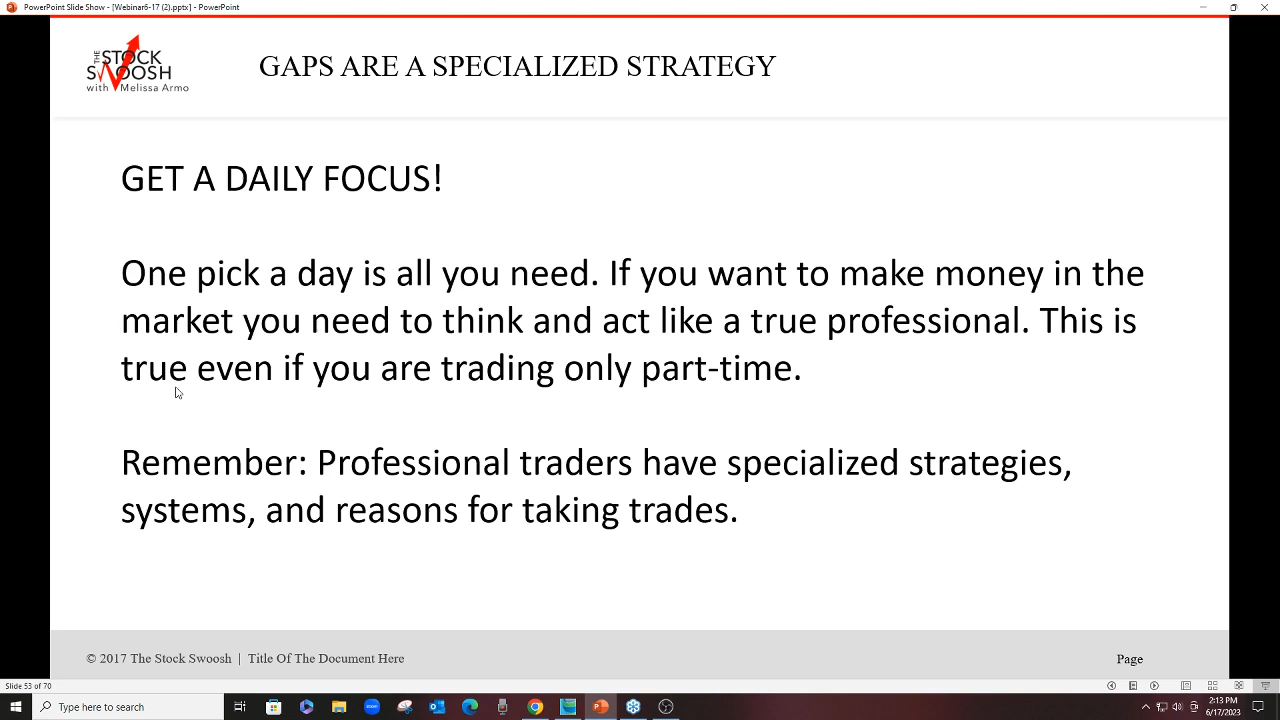 PowerPoint Slide Show - [Webinar6-17 (2).pptx] - PowerPoint
THE
STOCK
SWOOSH
with Melissa Armo
GAPS ARE A SPECIALIZED STRATEGY
GET A DAILY FOCUS!
One pick a day is all you need. If you want to make money in the
market you need to think and act like a true professional. This is
true even if you are trading only part-time.
Remember: Professional traders have specialized strategies,
systems, and reasons for taking trades.
© 2017 The Stock Swoosh | Title Of The Document Here
Page
Slide 53 of 70
Type here to search
zoom
2:13 PM
6/17/2023